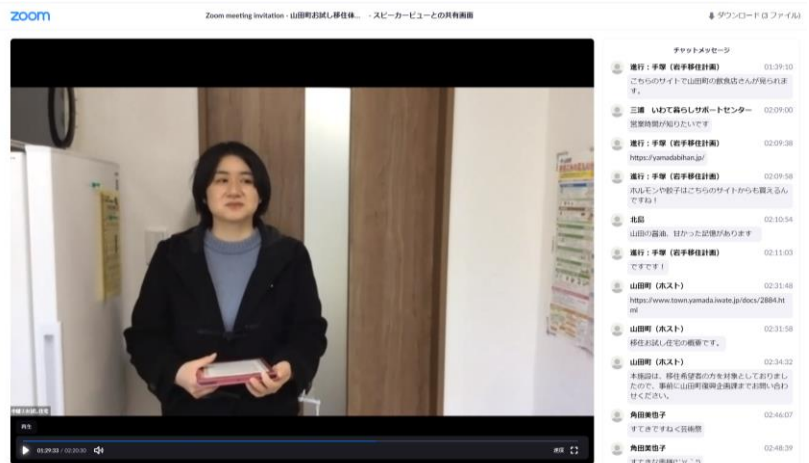 zoom
Zoom meeting invitation - 山田町お試し移住体... - スピーカービューとの共有画面
ダウンロード (3 ファイル)
チャットメッセージ
進行：手塚（岩手移住計画） 01:39:10
こちらのサイトで山田町の飲食店さんが見られま
す。
三浦 いわて暮らしサポートセンター 02:09:00
営業時間が知りたいです
進行：手塚（岩手移住計画） 02:09:38
https://yamadabihan.jp/
進行：手塚（岩手移住計画） 02:09:58
ホルモンや餃子はこちらのサイトからも買えるん
ですね！
北島 02:10:54
山田の醤油、甘かった記憶があります
進行：手塚（岩手移住計画） 02:11:03
ですです！
山田町（ホスト） 02:31:48
https://www.town.yamada.iwate.jp/docs/2884.ht
ml
山田町（ホスト） 02:31:58
移住お試し住宅の概要です。
山田町（ホスト） 02:34:32
本施設は、移住希望者の方を対象としておりまし
たので、事前に山田町復興企画課までお問い合わ
せください。
角田美也子 02:46:07
すてきですねく芸術祭
角田美也子 02:48:39
再生
01:29:33 / 02:30:30
速度